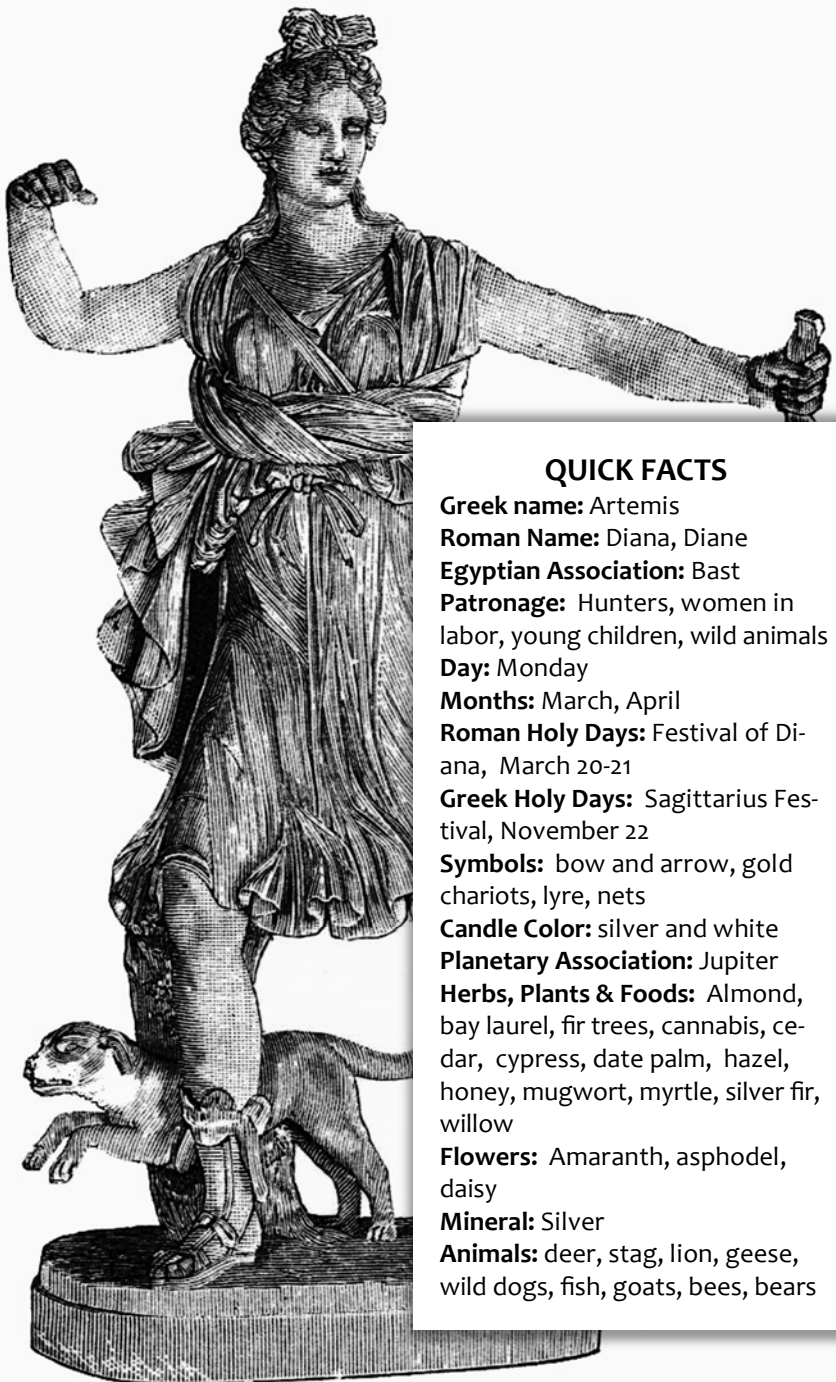 QUICK FACTS
Greek name: Artemis
Roman Name: Diana, Diane
Egyptian Association: Bast
Patronage: Hunters, women in
labor, young children, wild animals
Day: Monday
Months: March, April
Roman Holy Days: Festival of Di-
ana, March 20-21
Greek Holy Days: Sagittarius Fes-
tival, November 22
Symbols: bow and arrow, gold
chariots, lyre, nets
Candle Color: silver and white
Planetary Association: Jupiter
Herbs, Plants & Foods: Almond,
bay laurel, fir trees, cannabis, ce-
dar, cypress, date palm, hazel,
honey, mugwort, myrtle, silver fir,
willow
Flowers: Amaranth, asphodel,
daisy
Mineral: Silver
Animals: deer, stag, lion, geese,
wild dogs, fish, goats, bees, bears